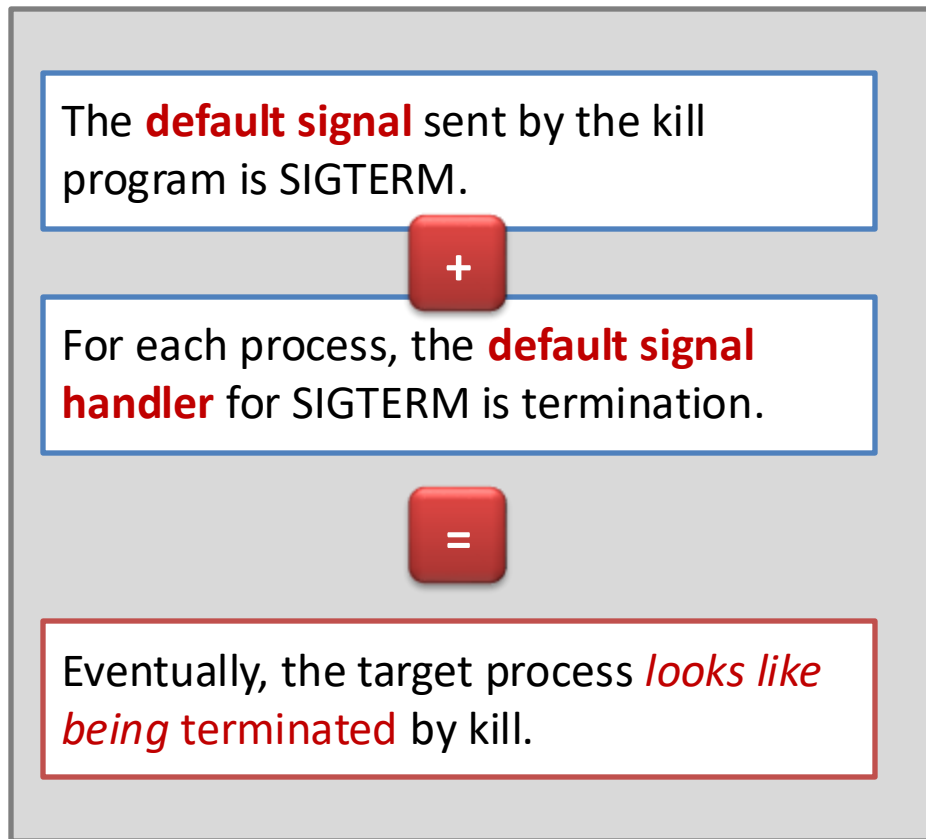 The default signal sent by the kill
program is SIGTERM.
+
For each process, the default signal
handler for SIGTERM is termination.
=
Eventually, the target process looks like
being terminated by kill.